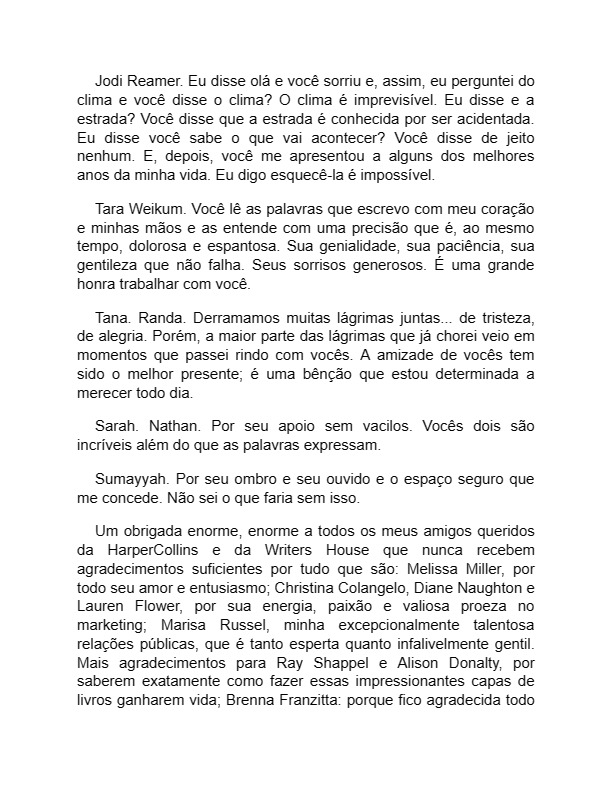 Jodi Reamer. Eu disse olá e você sorriu e, assim, eu perguntei do
clima e você disse o clima? O clima é imprevisível. Eu disse e a
estrada? Você disse que a estrada é conhecida por ser acidentada.
Eu disse você sabe o que vai acontecer? Você disse de jeito
nenhum. E, depois, você me apresentou a alguns dos melhores
anos da minha vida. Eu digo esquecê-la é impossível.
Tara Weikum. Você lê as palavras que escrevo com meu coração
e minhas mãos e as entende com uma precisão que é, ao mesmo
tempo, dolorosa e espantosa. Sua genialidade, sua paciência, sua
gentileza que não falha. Seus sorrisos generosos. É uma grande
honra trabalhar com você.
Tana. Randa. Derramamos muitas lágrimas juntas... de tristeza,
de alegria. Porém, a maior parte das lágrimas que já chorei veio em
momentos que passei rindo com vocês. A amizade de vocês tem
sido o melhor presente; é uma bênção que estou determinada a
merecer todo dia.
Sarah. Nathan. Por seu apoio sem vacilos. Vocês dois são
incríveis além do que as palavras expressam.
Sumayyah. Por seu ombro e seu ouvido e o espaço seguro que
me concede. Não sei o que faria sem isso.
Um obrigada enorme, enorme a todos os meus amigos queridos
da HarperCollins e da Writers House que nunca recebem
agradecimentos suficientes por tudo que são: Melissa Miller, por
todo seu amor e entusiasmo; Christina Colangelo, Diane Naughton e
Lauren Flower, por sua energia, paixão e valiosa proeza no
marketing; Marisa Russel, minha excepcionalmente talentosa
relações públicas, que é tanto esperta quanto infalivelmente gentil.
Mais agradecimentos para Ray Shappel e Alison Donalty, por
saberem exatamente como fazer essas impressionantes capas de
livros ganharem vida; Brenna Franzitta: porque fico agradecida todo